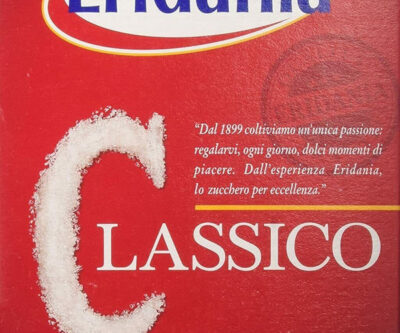 Eridania
“Dal 1899 coltiviamo un'unica passione:
regalarvi, ogni giorno, dolci momenti di
piacere. Dall'esperienza Eridania,
lo zucchero per eccellenza.”
CLASSICO